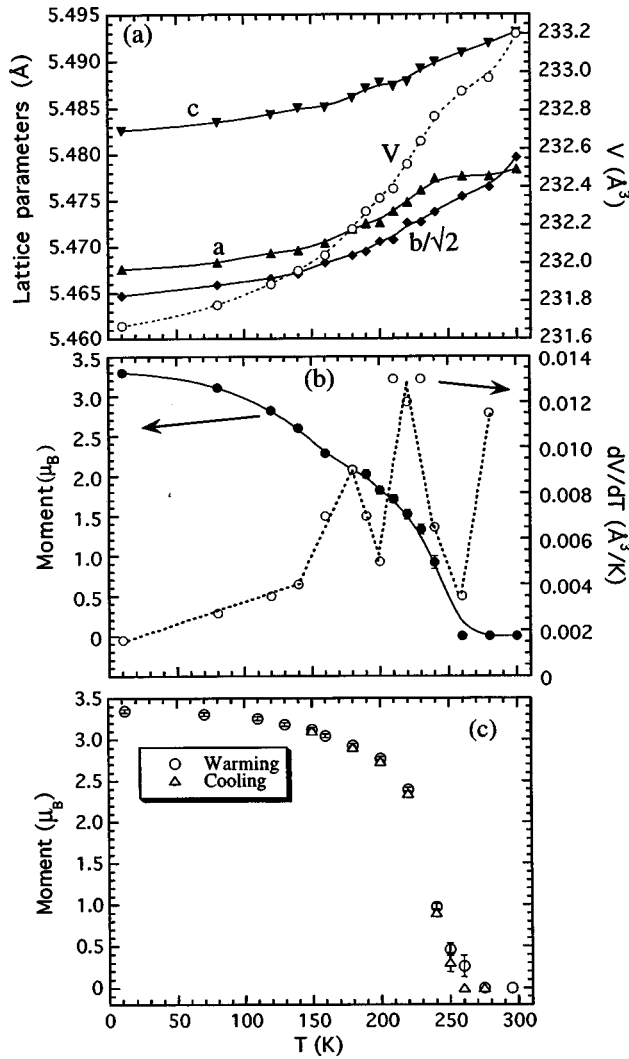 (a)
Lattice parameters (Å)
5.495
5.490
5.485
5.480
5.475
5.470
5.465
5.460
c
V
a
b/√2
233.2
233.0
232.8
232.6
232.4
232.2
232.0
231.8
231.6
V (Å³)
(b)
Moment (μB)
3.5
3.0
2.5
2.0
1.5
1.0
0.5
0
0.014
0.012
0.010
0.008
0.006
0.004
0.002
0
dV/dT (Å³/K)
(c)
Moment (μB)
3.5
3.0
2.5
2.0
1.5
1.0
0.5
0.0
Warming
Cooling
0 50 100 150 200 250 300
T (K)